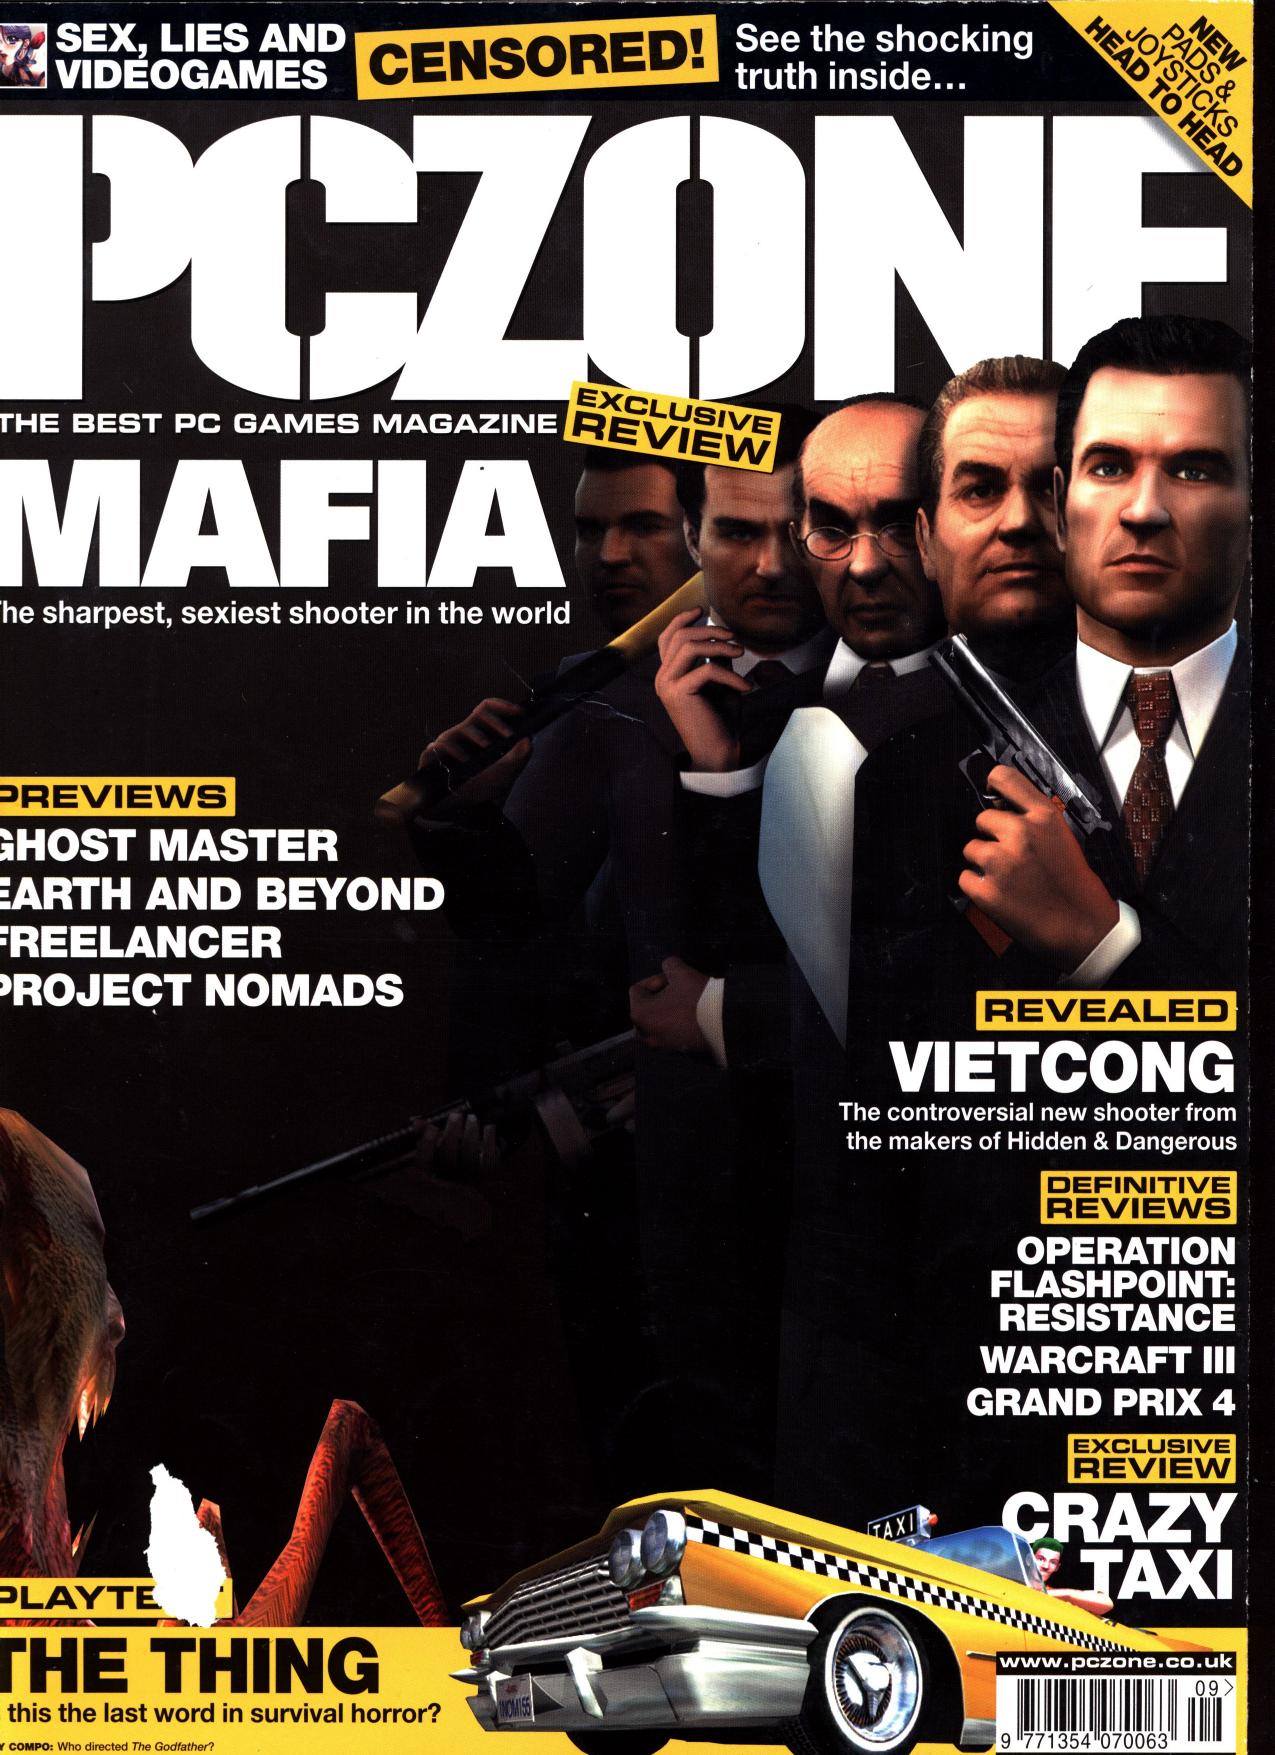 SEX, LIES AND
VIDEOGAMES
CENSORED!
See the shocking
truth inside...
NEW
PADS &
JOYSTICKS
HEAD TO HEAD
PCZONE
THE BEST PC GAMES MAGAZINE
EXCLUSIVE
REVIEW
MAFIA
The sharpest, sexiest shooter in the world
PREVIEWS
GHOST MASTER
EARTH AND BEYOND
FREELANCER
PROJECT NOMADS
REVEALED
VIETCONG
The controversial new shooter from
the makers of Hidden & Dangerous
DEFINITIVE
REVIEWS
OPERATION
FLASHPOINT:
RESISTANCE
WARCRAFT III
GRAND PRIX 4
EXCLUSIVE
REVIEW
CRAZY
TAXI
TAXI
1NOM155
PLAYTE
THE THING
this the last word in survival horror?
Y COMPO: Who directed The Godfather?
www.pczone.co.uk
09>
9 771354 070063